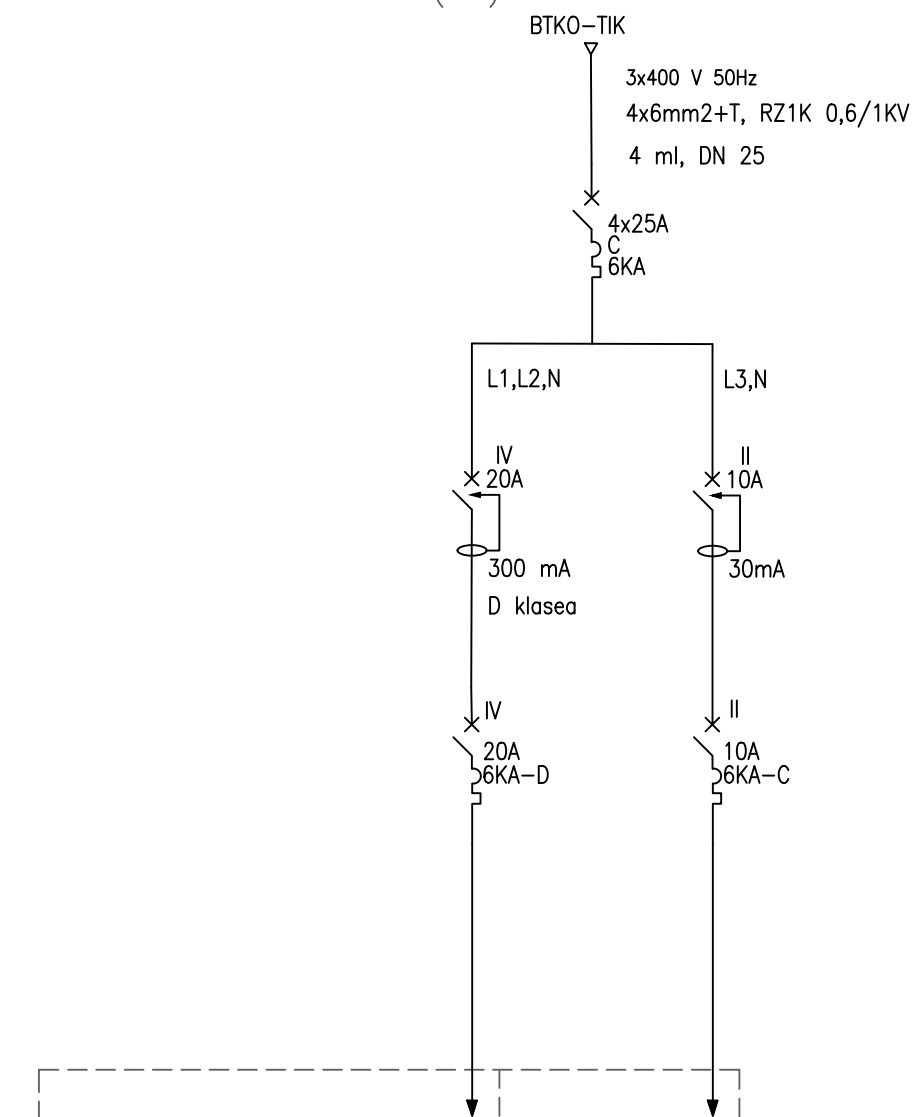 BTKO-TIK
3x400 V 50Hz
4x6mm2+T, RZ1K 0,6/1KV
4 ml, DN 25
4x25A
C
6KA
L1,L2,N
L3,N
IV
20A
II
10A
300 mA
D klasea
30mA
IV
20A
6KA-D
II
10A
6KA-C